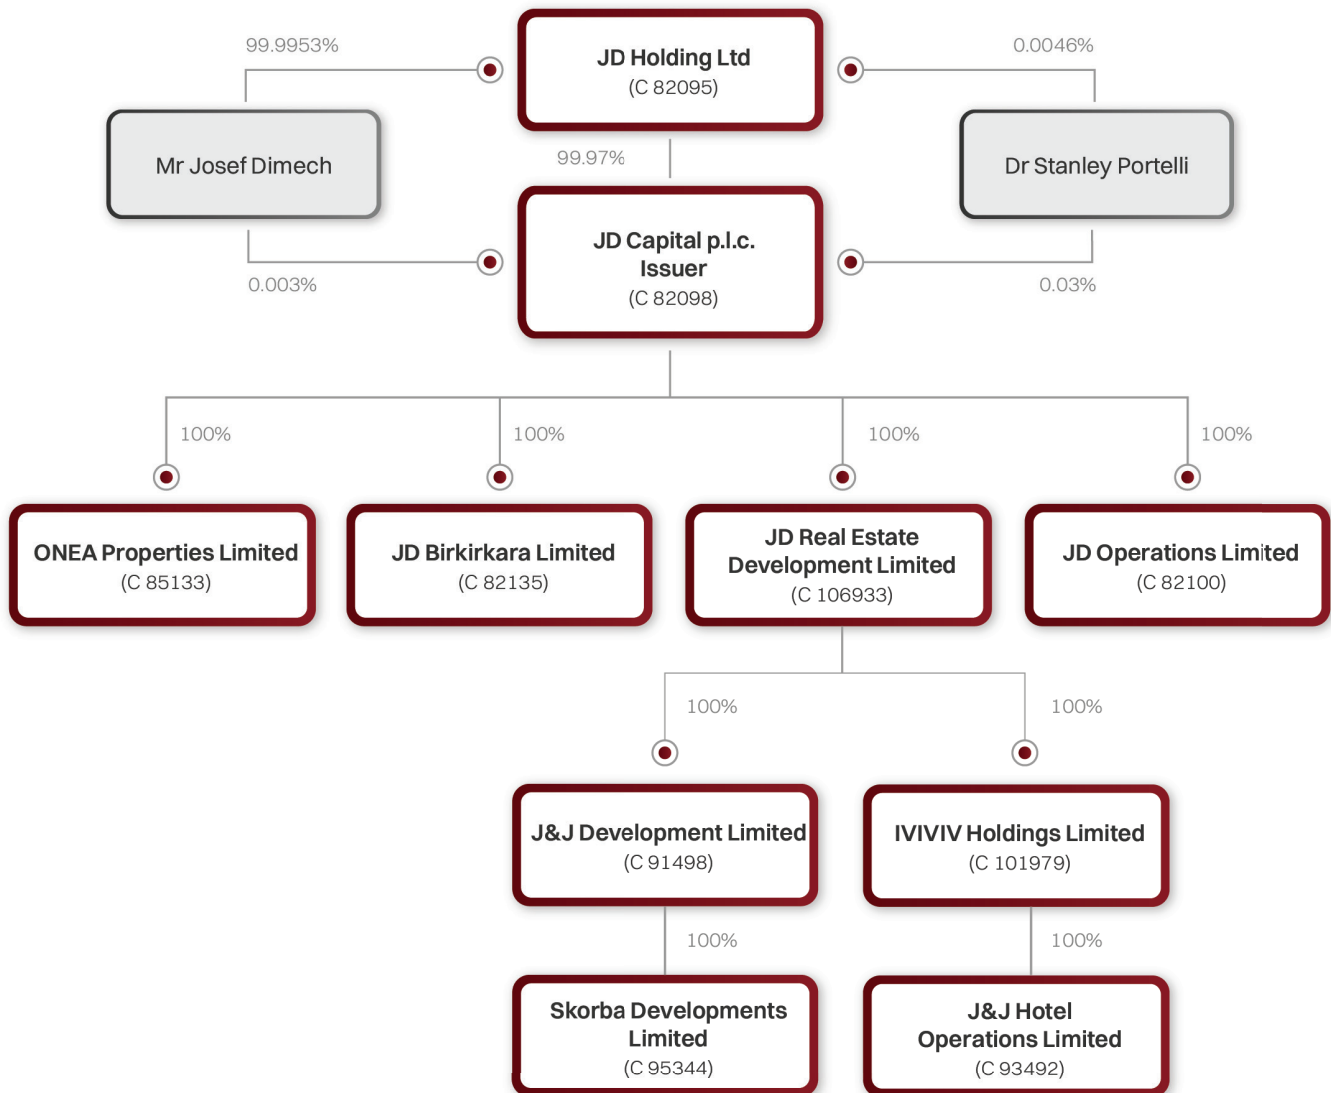 99.9953%
JD Holding Ltd
(C 82095)
0.0046%
Mr Josef Dimech
99.97%
Dr Stanley Portelli
JD Capital p.l.c.
Issuer
(C 82098)
0.003%
0.03%
100%
100%
100%
100%
ONEA Properties Limited
(C 85133)
JD Birkirkara Limited
(C 82135)
JD Real Estate
Development Limited
(C 106933)
JD Operations Limited
(C 82100)
100%
100%
J&J Development Limited
(C 91498)
IVIVIV Holdings Limited
(C 101979)
100%
100%
Skorba Developments
Limited
(C 95344)
J&J Hotel
Operations Limited
(C 93492)